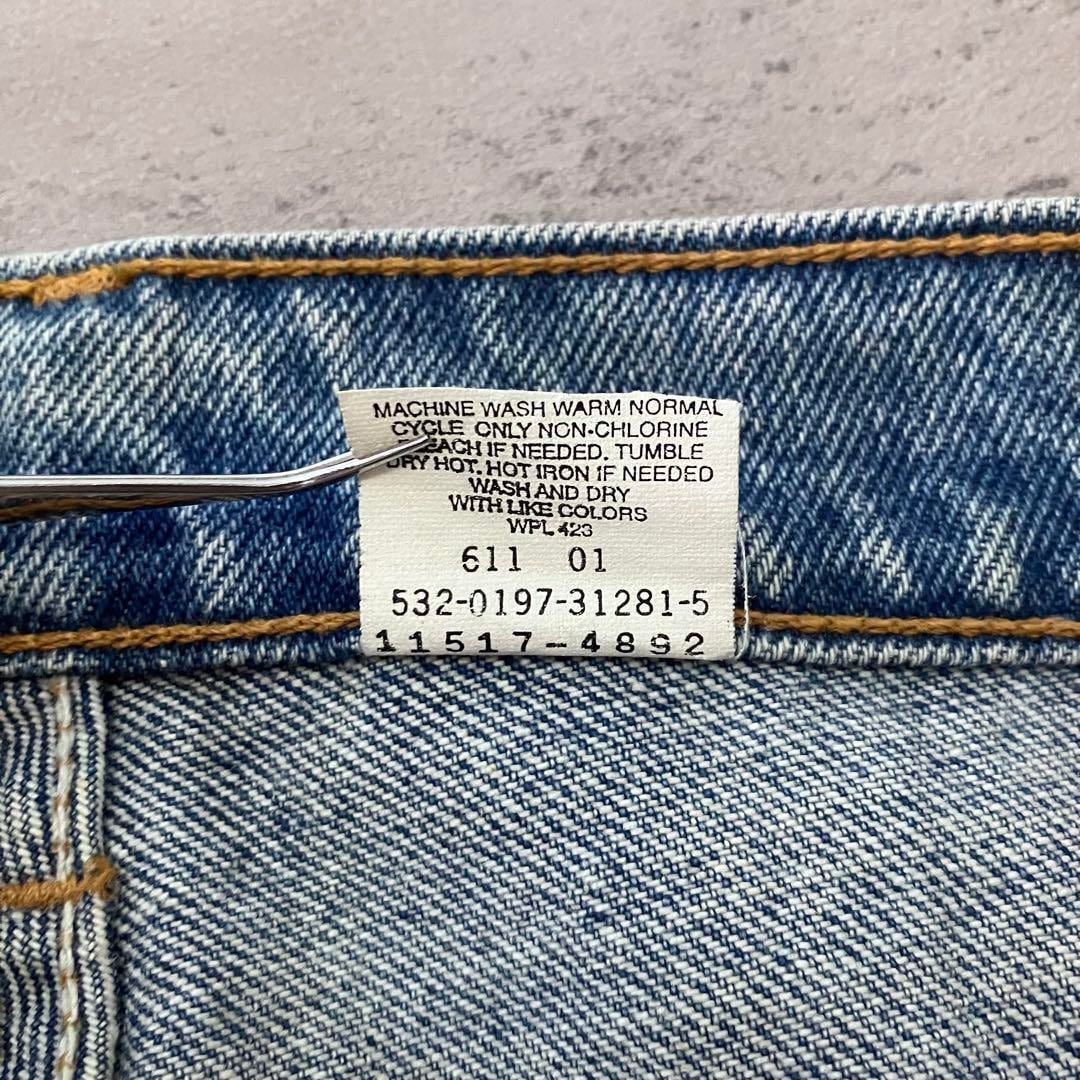 MACHINE WASH WARM NORMAL
CYCLE ONLY NON-CHLORINE
BLEACH IF NEEDED. TUMBLE
DRY HOT. HOT IRON IF NEEDED
WASH AND DRY
WITH LIKE COLORS
WPL 423
611 01
532-0197-31281-5
11517-4892